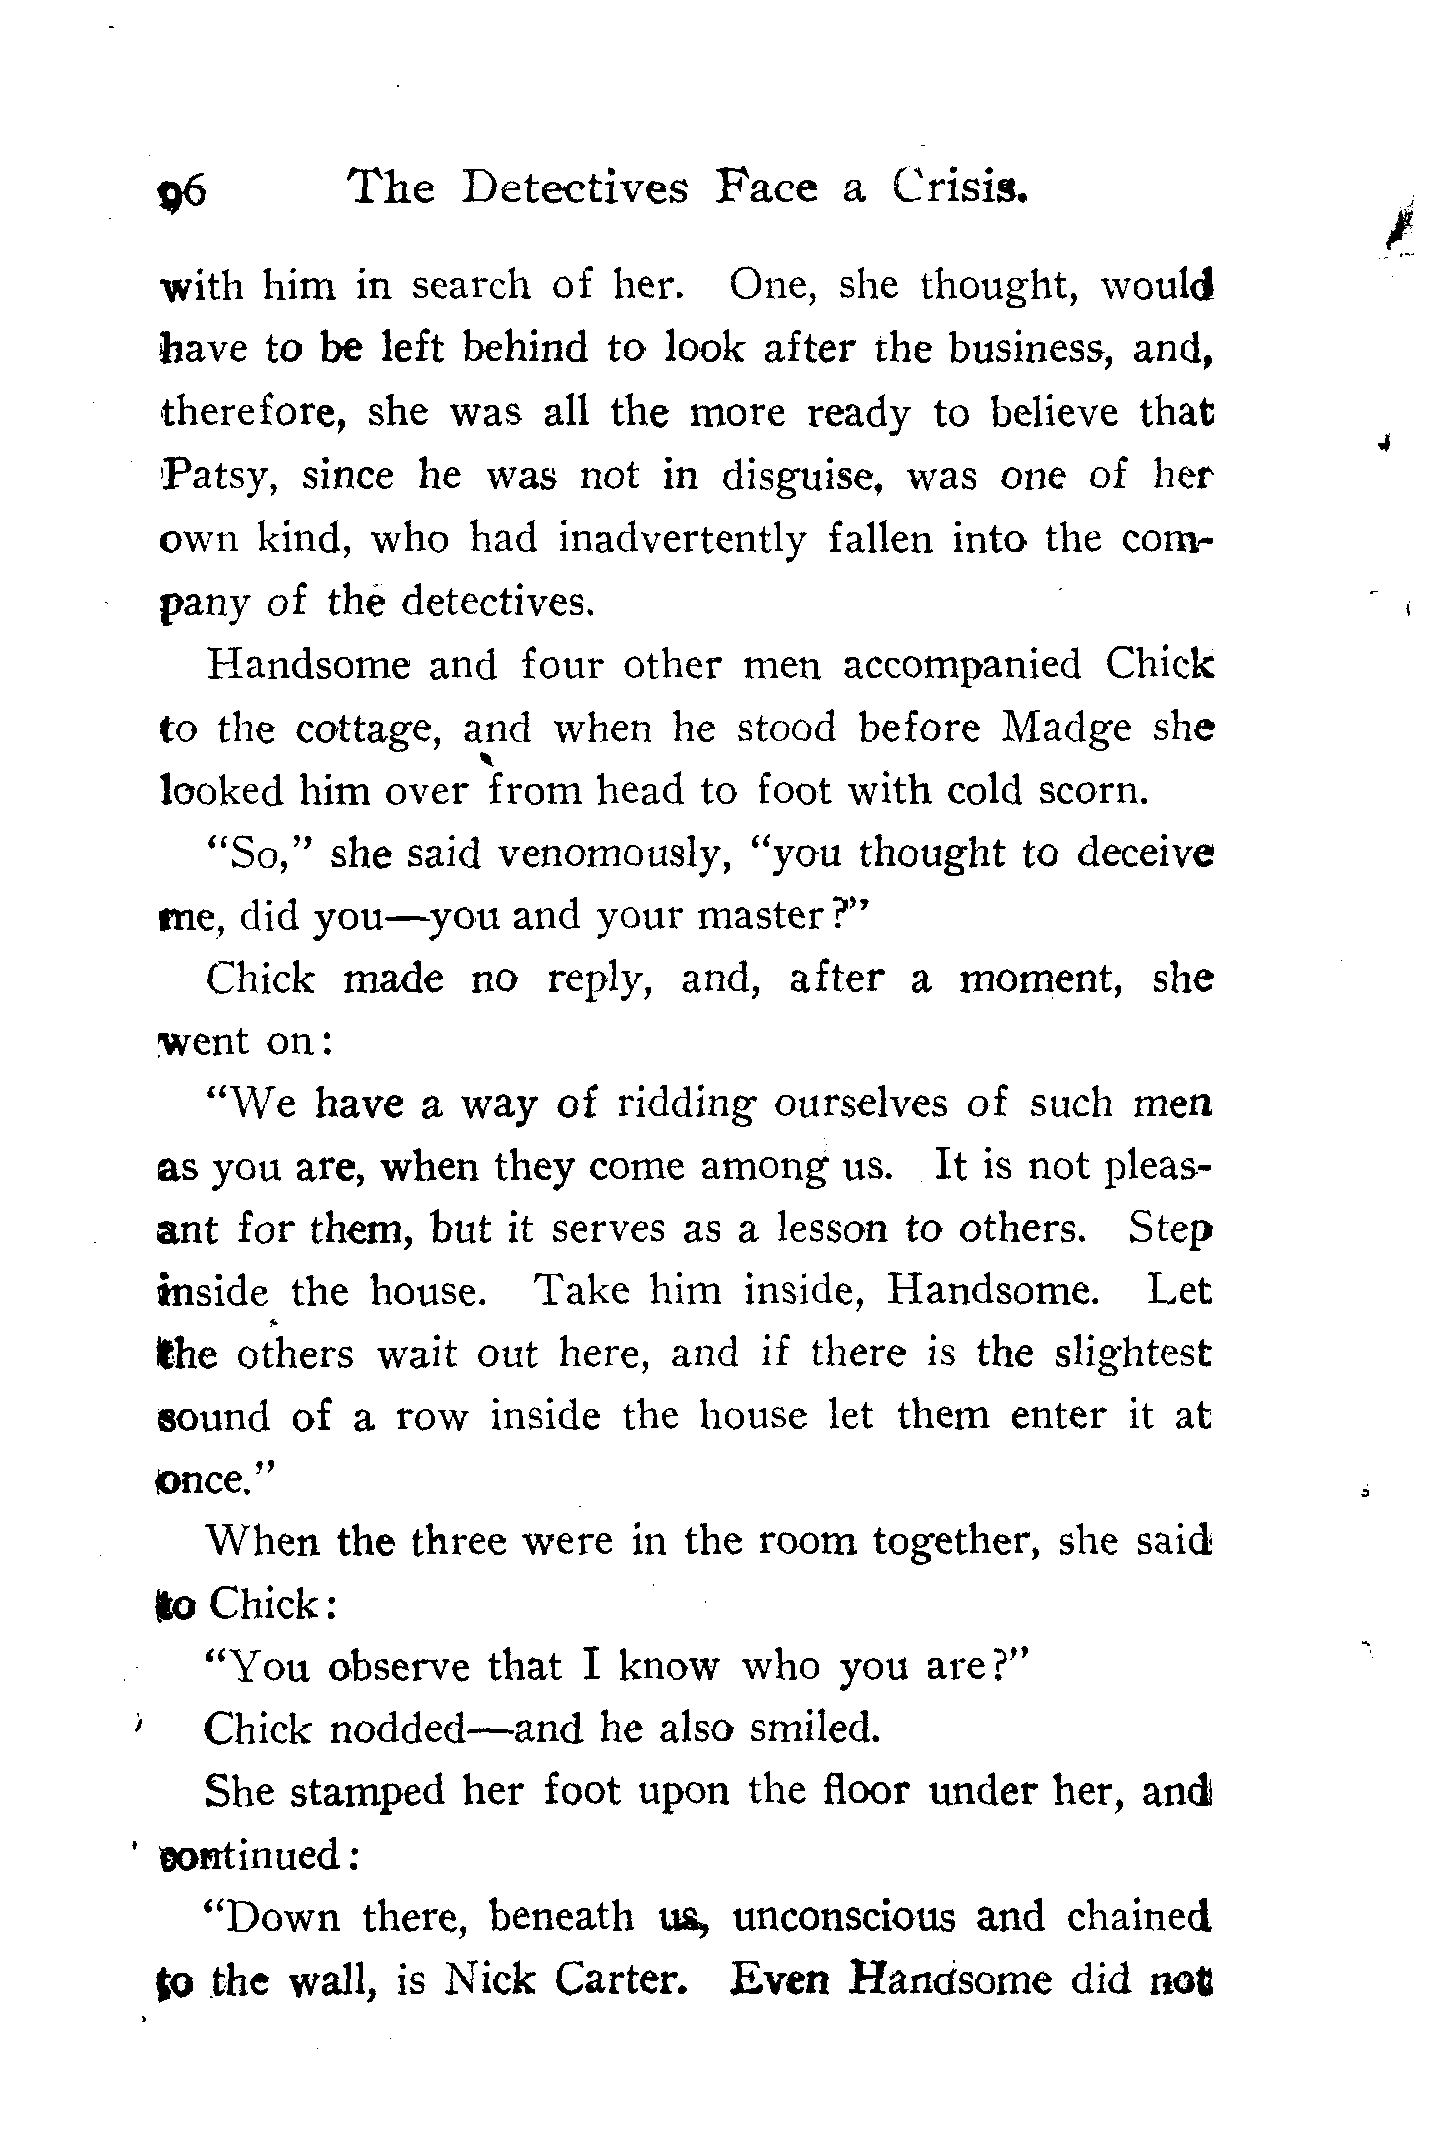 96 The Detectives Face a Crisis.
with him in search of her. One, she thought, would
have to be left behind to look after the business, and,
therefore, she was all the more ready to believe that
Patsy, since he was not in disguise, was one of her
own kind, who had inadvertently fallen into the com-
pany of the detectives.
Handsome and four other men accompanied Chick
to the cottage, and when he stood before Madge she
looked him over from head to foot with cold scorn.
"So," she said venomously, "you thought to deceive
me, did you—you and your master?"
Chick made no reply, and, after a moment, she
went on:
"We have a way of ridding ourselves of such men
as you are, when they come among us. It is not pleas-
ant for them, but it serves as a lesson to others. Step
inside the house. Take him inside, Handsome. Let
the others wait out here, and if there is the slightest
sound of a row inside the house let them enter it at
once."
When the three were in the room together, she said
to Chick:
"You observe that I know who you are?"
Chick nodded—and he also smiled.
She stamped her foot upon the floor under her, and
continued:
"Down there, beneath us, unconscious and chained
to the wall, is Nick Carter. Even Handsome did not